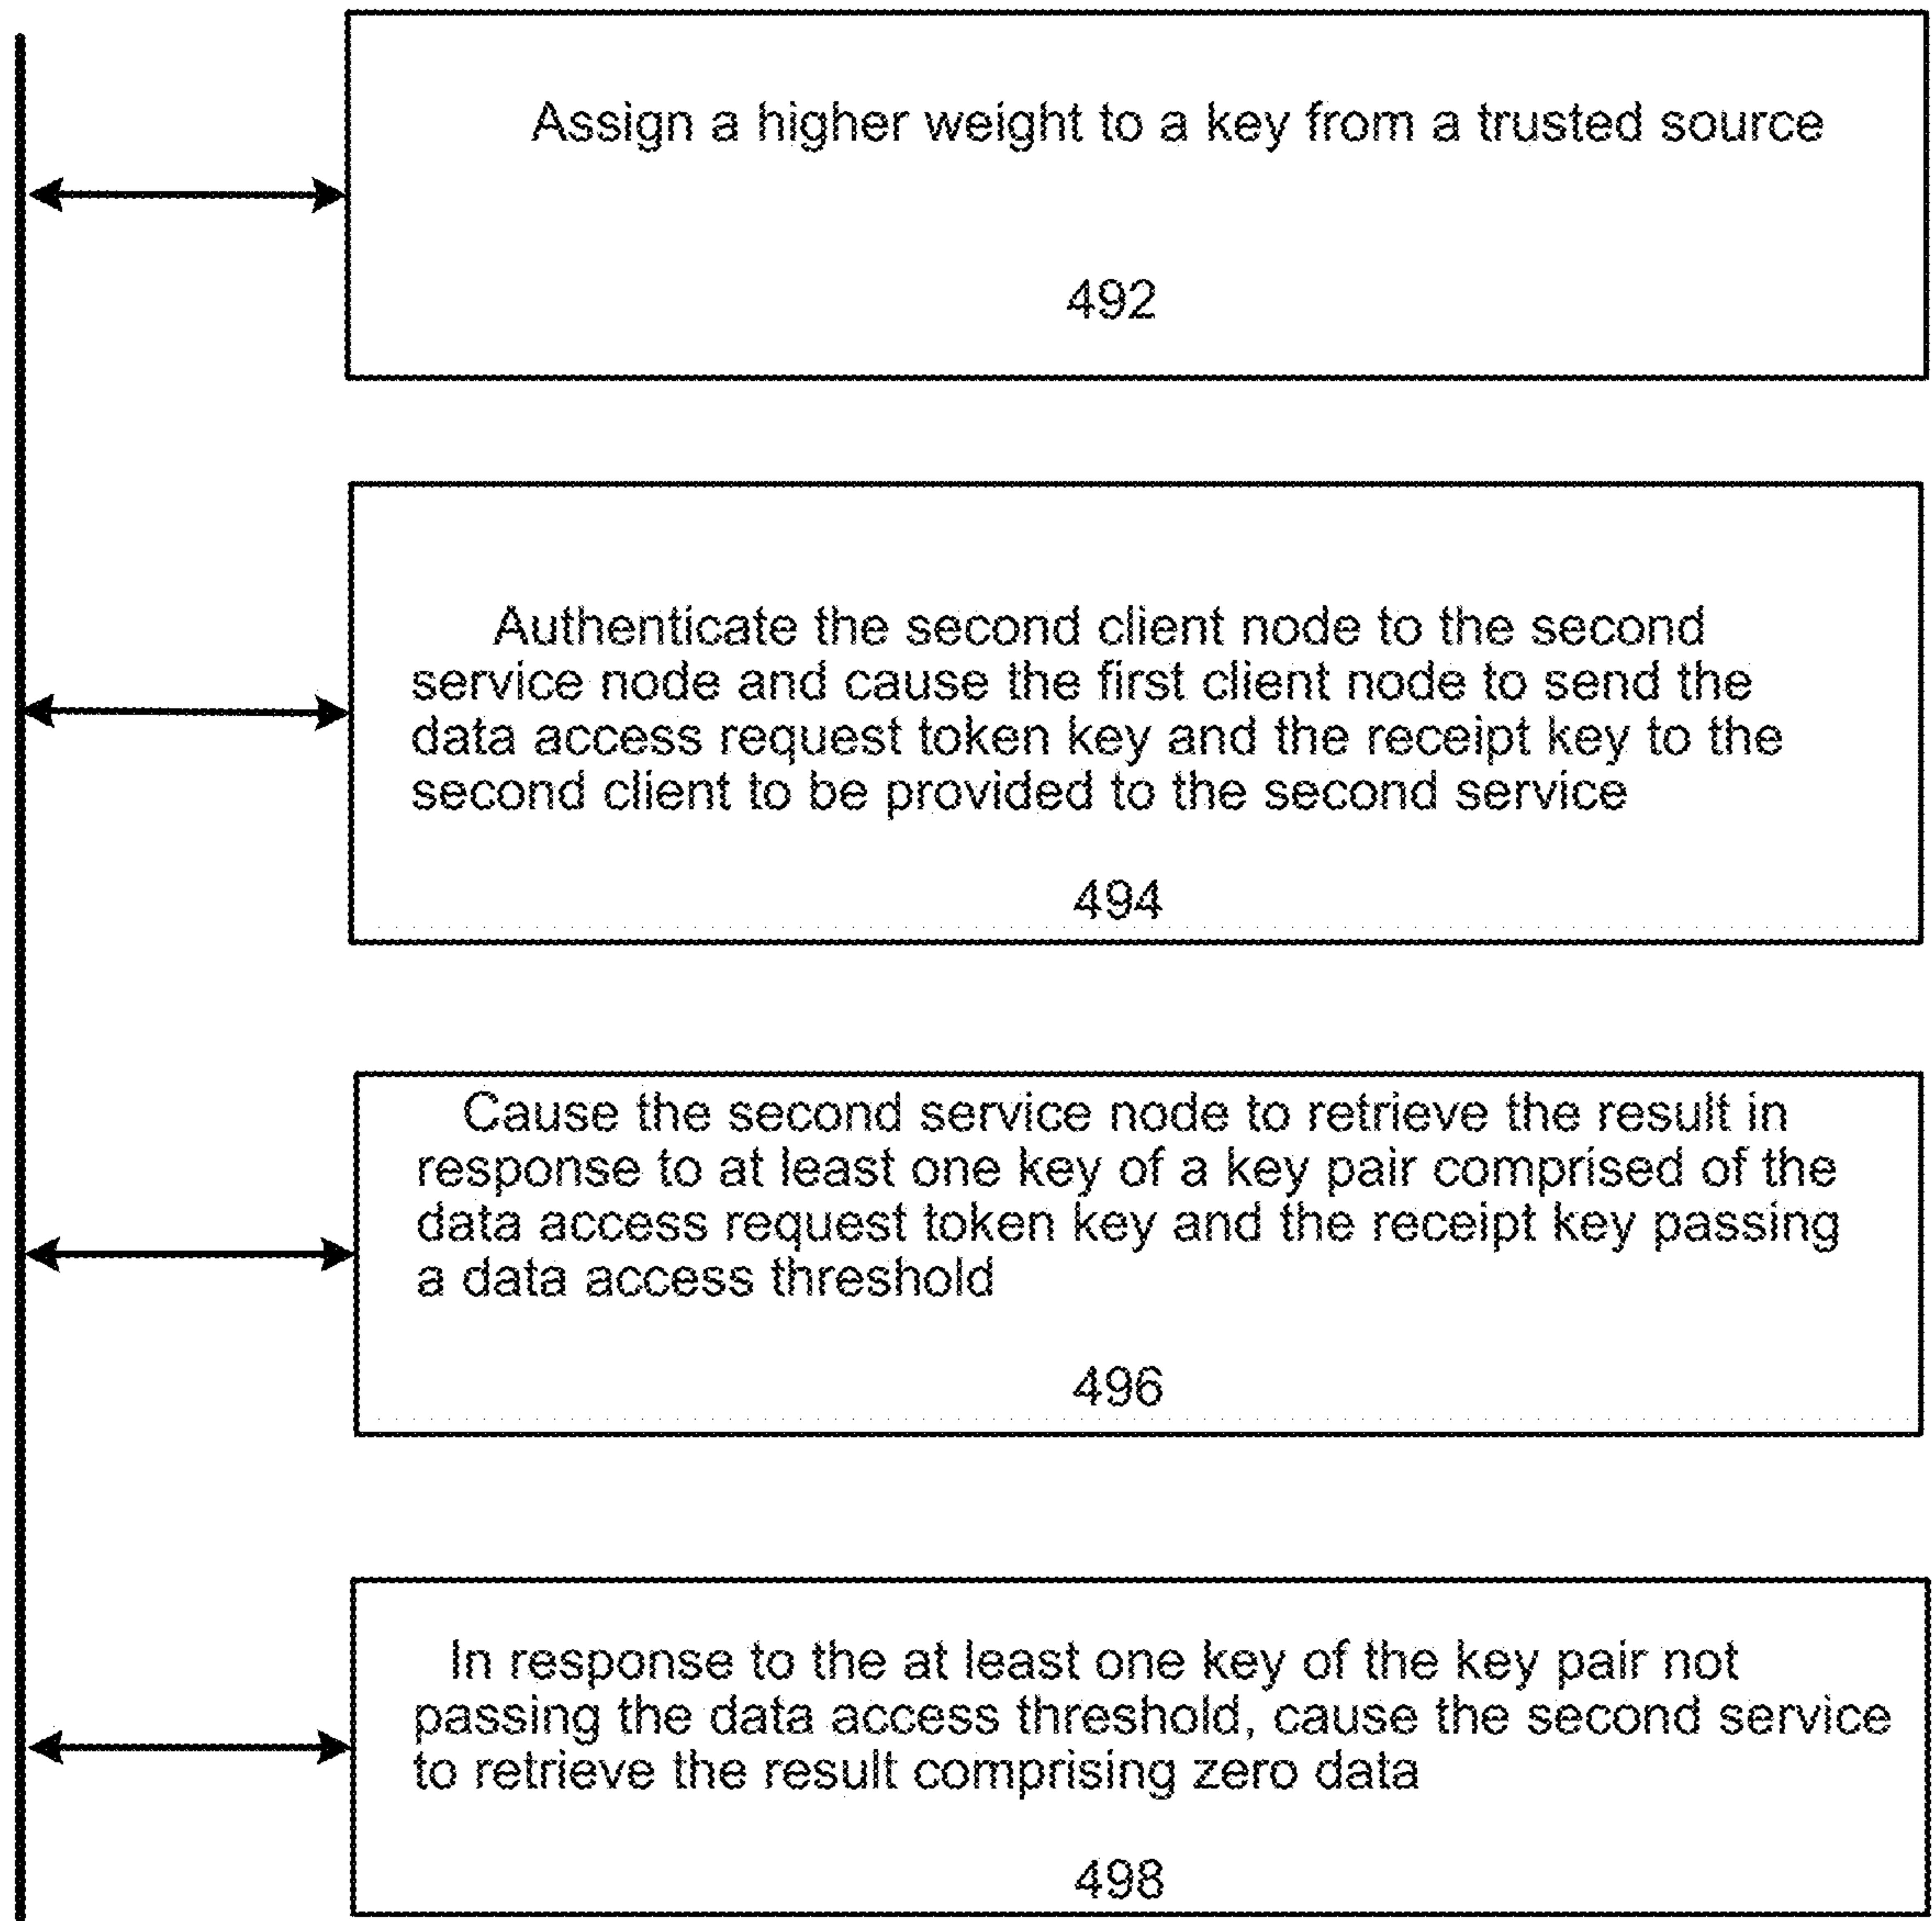 Assign a higher weight to a key from a trusted source
492
Authenticate the second client node to the second
service node and cause the first client node to send the
data access request token key and the receipt key to the
second client to be provided to the second service
494
Cause the second service node to retrieve the result in
response to at least one key of a key pair comprised of the
data access request token key and the receipt key passing
a data access threshold
496
In response to the at least one key of the key pair not
passing the data access threshold, cause the second service
to retrieve the result comprising zero data
498